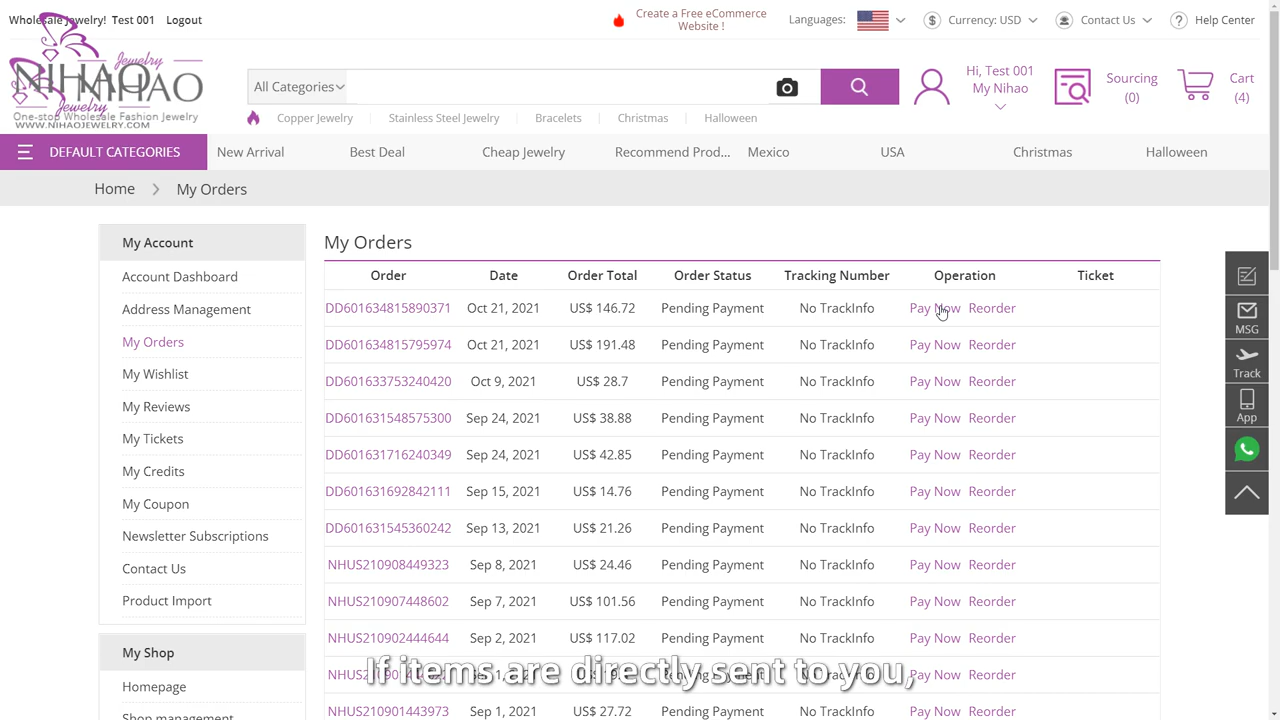 Wholesale Jewelry! Test 001 Logout
Create a Free eCommerce
Website !
Languages:
Currency: USD
Contact Us
Help Center
Jewelry
NIHAO
Jewelry
One-stop Wholesale Fashion Jewelry
WWW.NIHAOJEWELRY.COM
All Categories
Hi, Test 001
My Nihao
Sourcing
(0)
Cart
(4)
Copper Jewelry Stainless Steel Jewelry Bracelets Christmas Halloween
DEFAULT CATEGORIES New Arrival Best Deal Cheap Jewelry Recommend Prod... Mexico USA Christmas Halloween
Home My Orders
My Account
Account Dashboard
Address Management
My Orders
My Wishlist
My Reviews
My Tickets
My Credits
My Coupon
Newsletter Subscriptions
Contact Us
Product Import
My Shop
Homepage
Shop management
My Orders
Order Date Order Total Order Status Tracking Number Operation Ticket
DD601634815890371 Oct 21, 2021 US$ 146.72 Pending Payment No TrackInfo Pay Now Reorder
DD601634815795974 Oct 21, 2021 US$ 191.48 Pending Payment No TrackInfo Pay Now Reorder
DD601633753240420 Oct 9, 2021 US$ 28.7 Pending Payment No TrackInfo Pay Now Reorder
DD601631548575300 Sep 24, 2021 US$ 38.88 Pending Payment No TrackInfo Pay Now Reorder
DD601631716240349 Sep 24, 2021 US$ 42.85 Pending Payment No TrackInfo Pay Now Reorder
DD601631692842111 Sep 15, 2021 US$ 14.76 Pending Payment No TrackInfo Pay Now Reorder
DD601631545360242 Sep 13, 2021 US$ 21.26 Pending Payment No TrackInfo Pay Now Reorder
NHUS210908449323 Sep 8, 2021 US$ 24.46 Pending Payment No TrackInfo Pay Now Reorder
NHUS210907448602 Sep 7, 2021 US$ 101.56 Pending Payment No TrackInfo Pay Now Reorder
NHUS210902444644 Sep 2, 2021 US$ 117.02 Pending Payment No TrackInfo Pay Now Reorder
No TrackInfo Pay Now Reorder
If items are directly sent to you,
NHUS210901443973 Sep 1, 2021 US$ 27.72 Pending Payment No TrackInfo Pay Now Reorder
MSG
Track
App